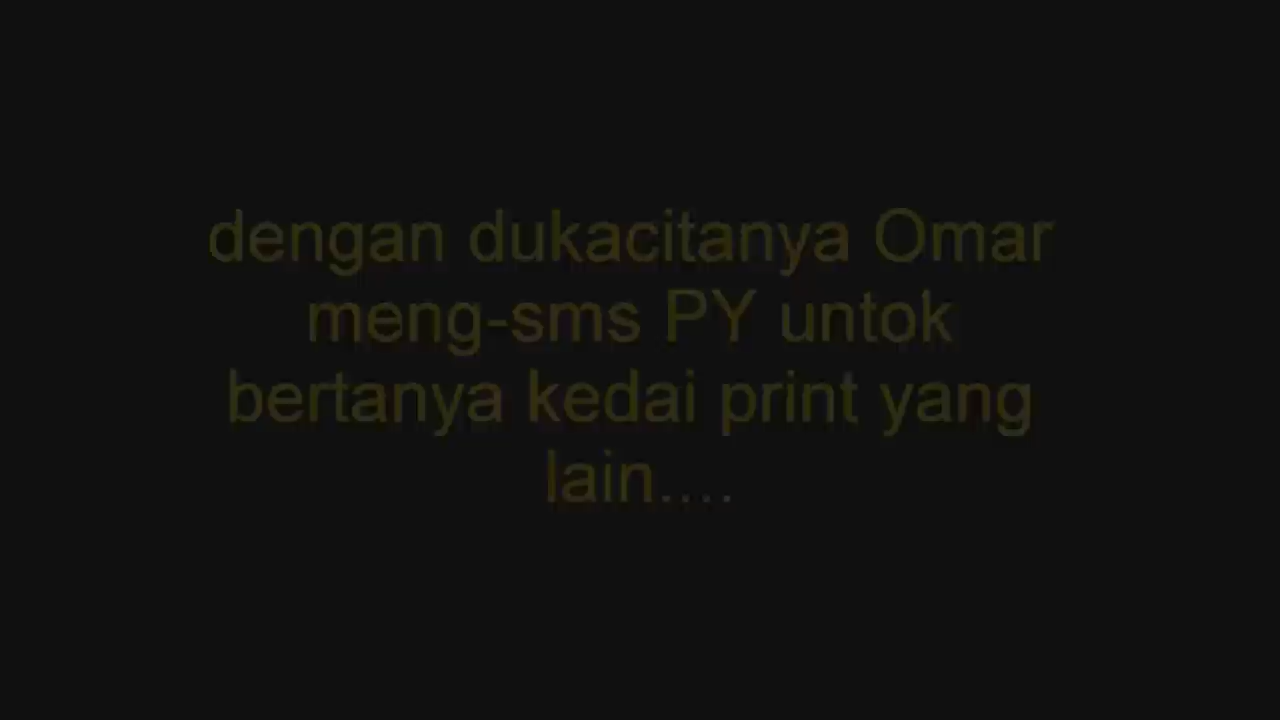 dengan dukacitanya Omar
meng-sms PY untok
bertanya kedai print yang
lain....